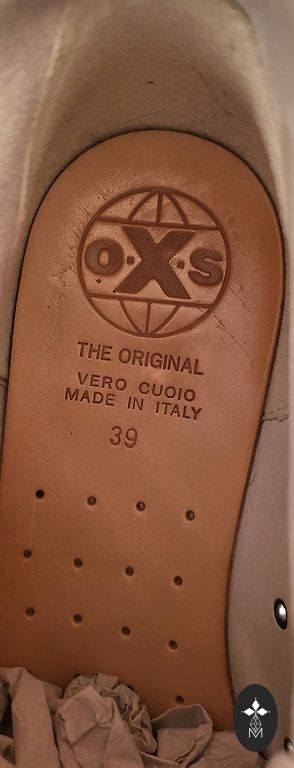 O·X·S
THE ORIGINAL
VERO CUOIO
MADE IN ITALY
39